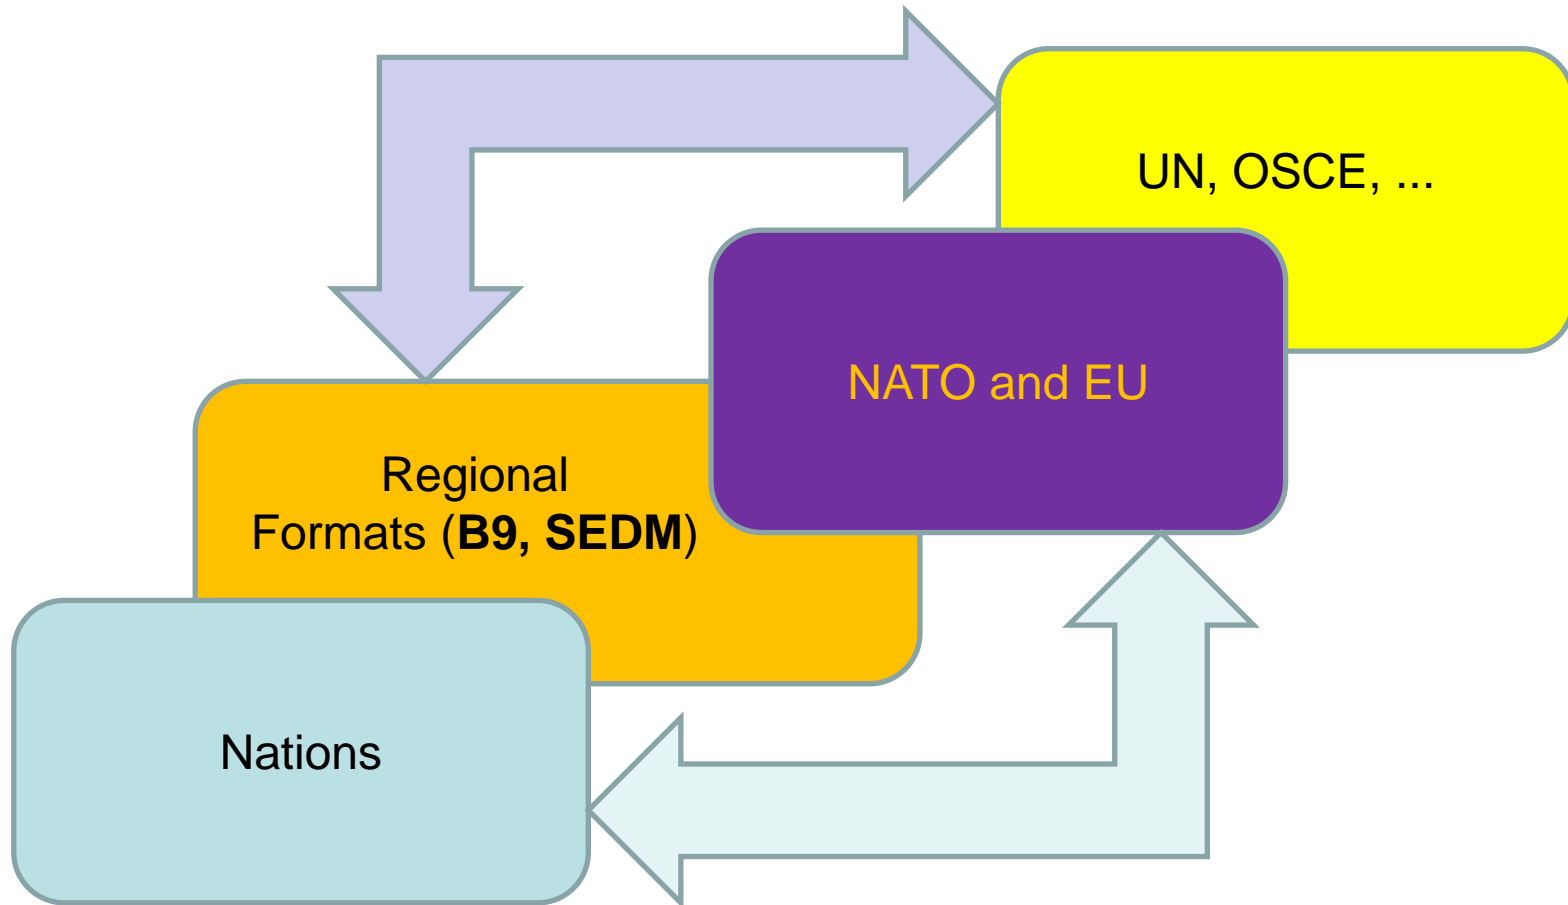 UN, OSCE, ...
NATO and EU
Regional
Formats (B9, SEDM)
Nations